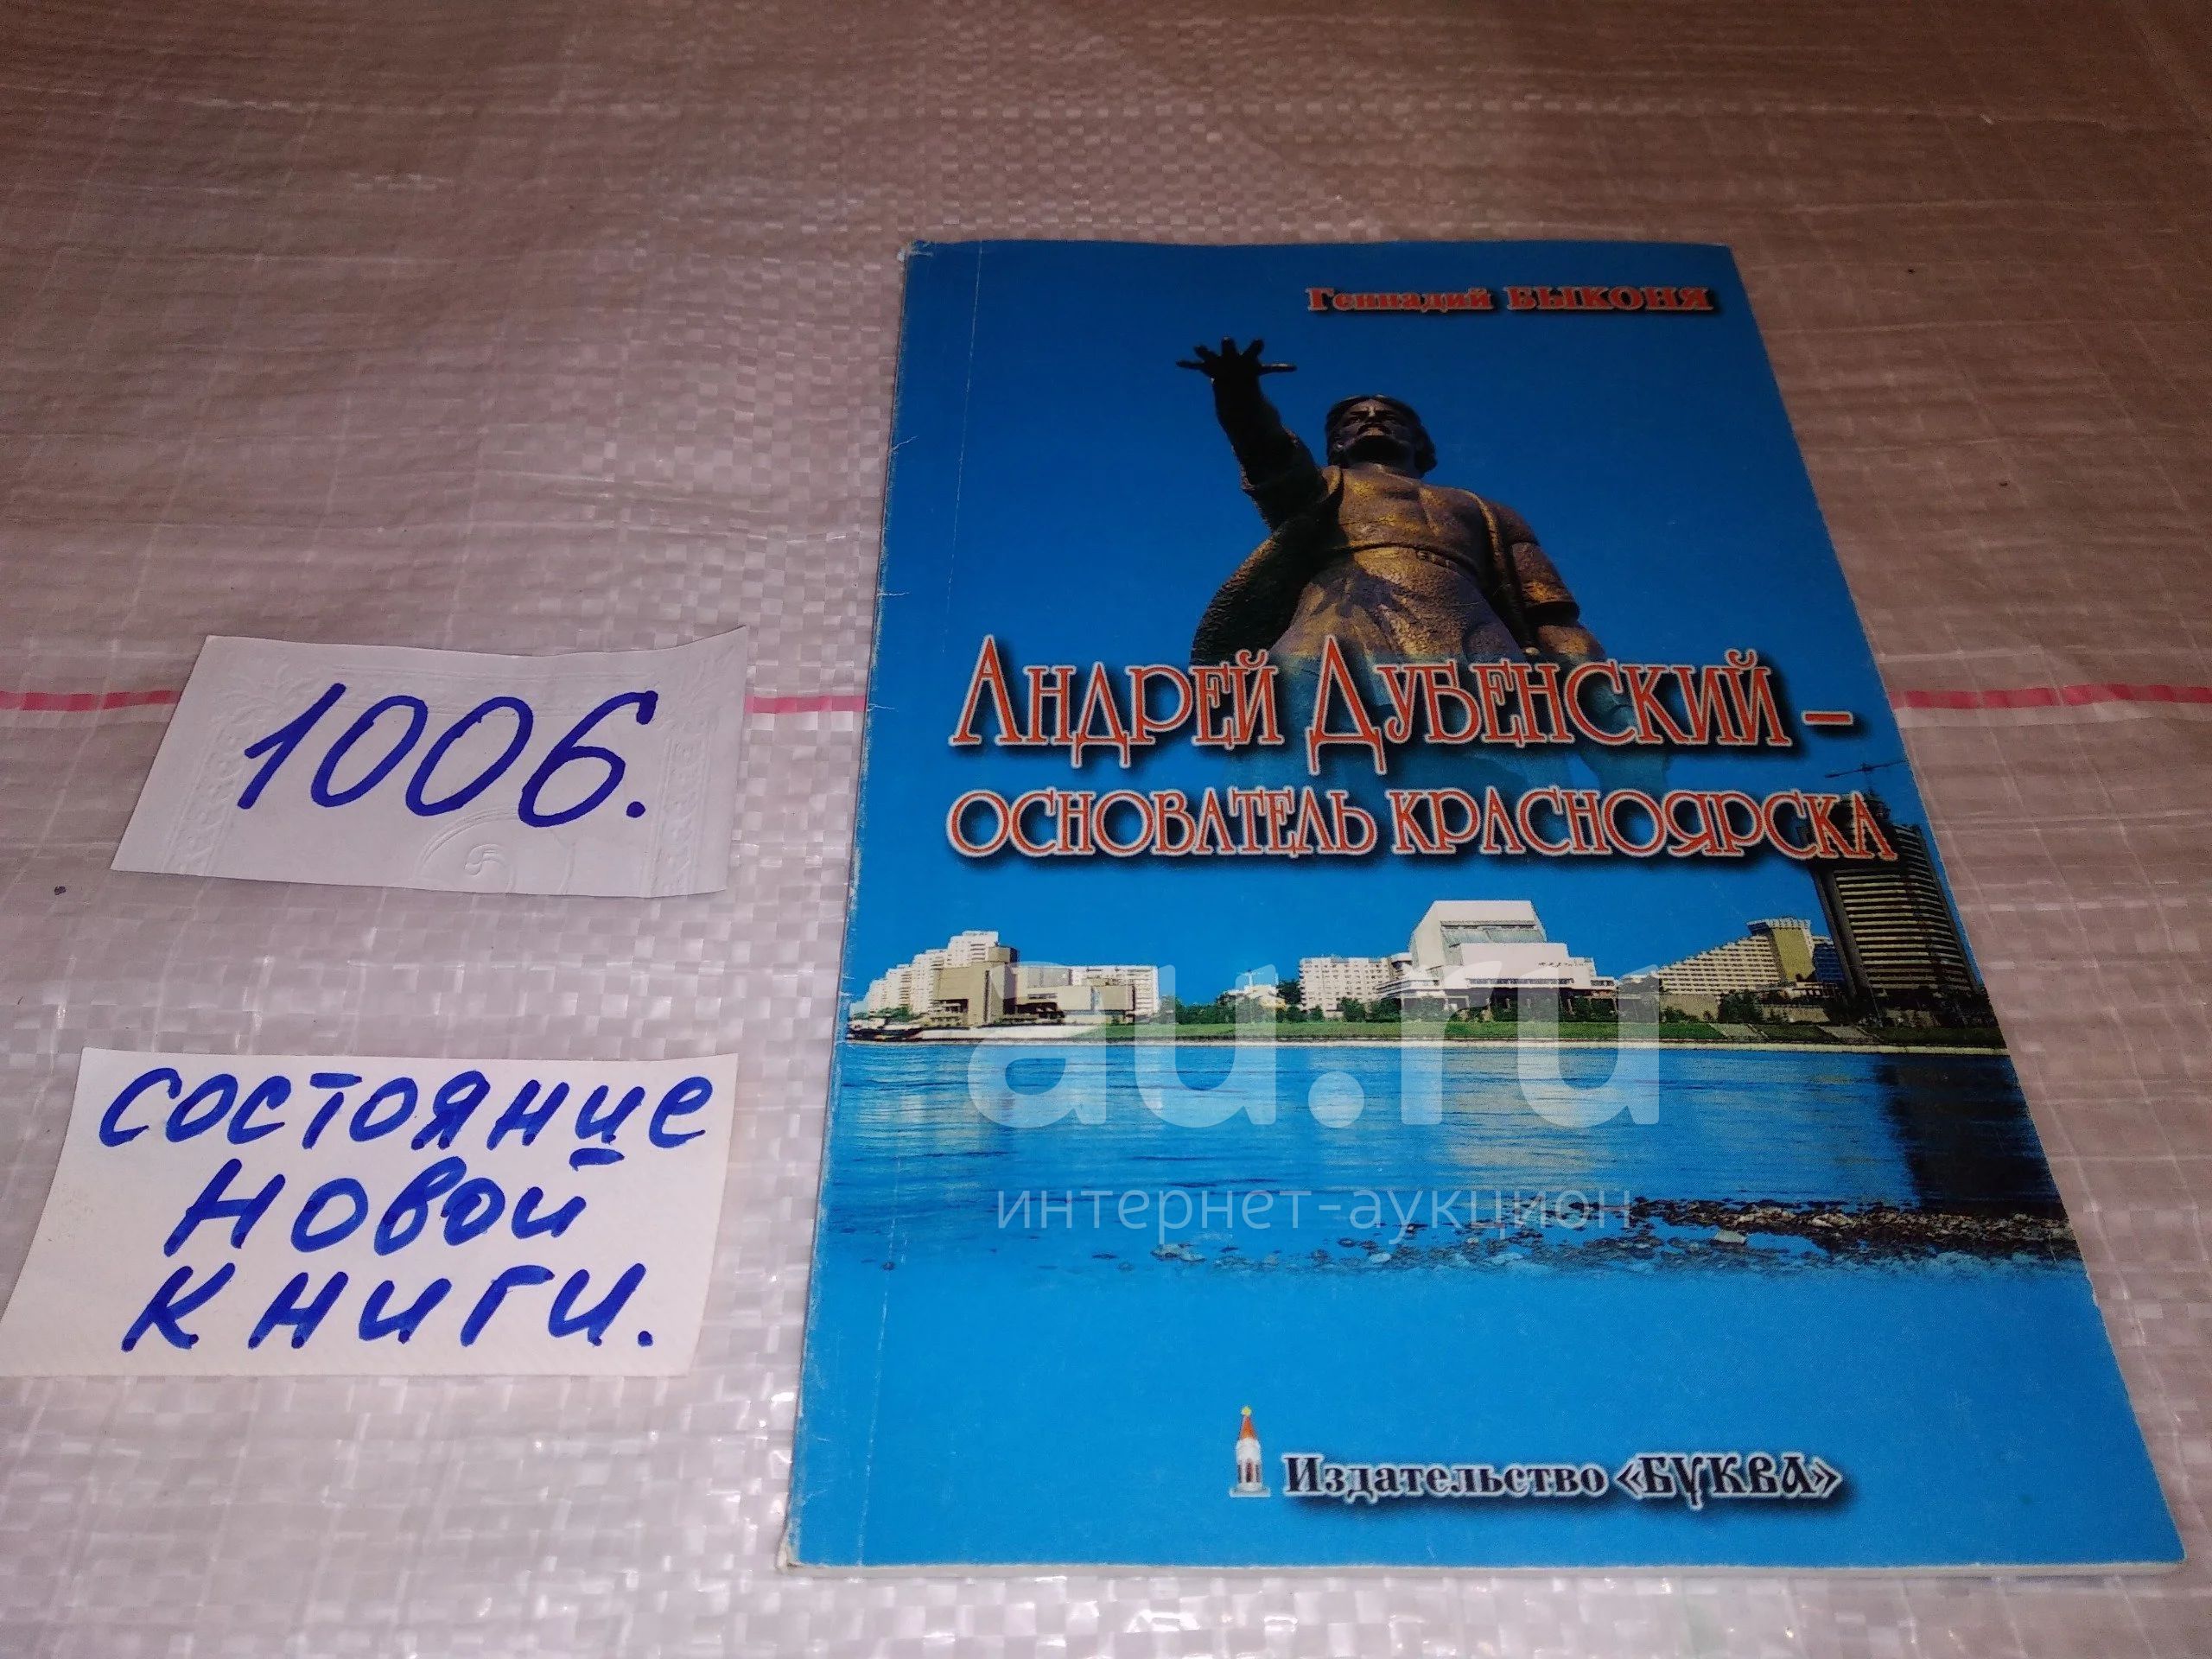 Геннадий БЫКОНЯ
АНДРЕЙ ДУБЕНСКИЙ –
ОСНОВАТЕЛЬ КРАСНОЯРСКА
1006.
состояние
новой
книги.
au.ru
интернет-аукцион
Издательство «БУКВА»